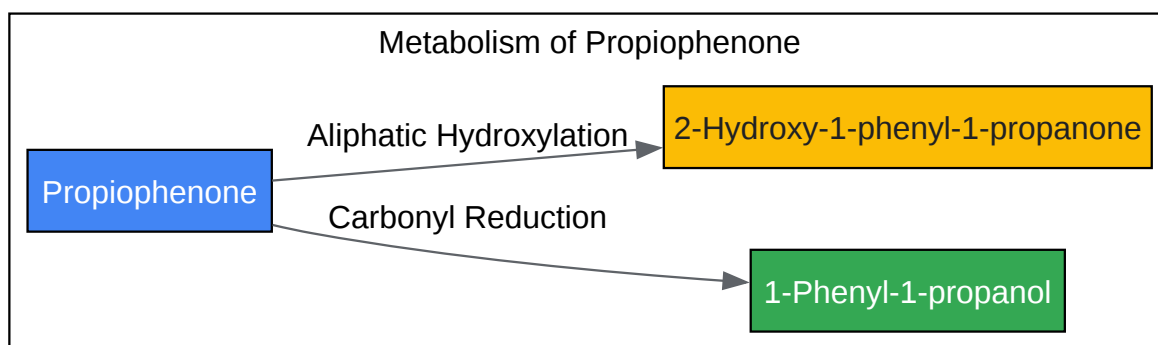 Metabolism of Propiophenone
Aliphatic Hydroxylation
2-Hydroxy-1-phenyl-1-propanone
Propiophenone
Carbonyl Reduction
1-Phenyl-1-propanol